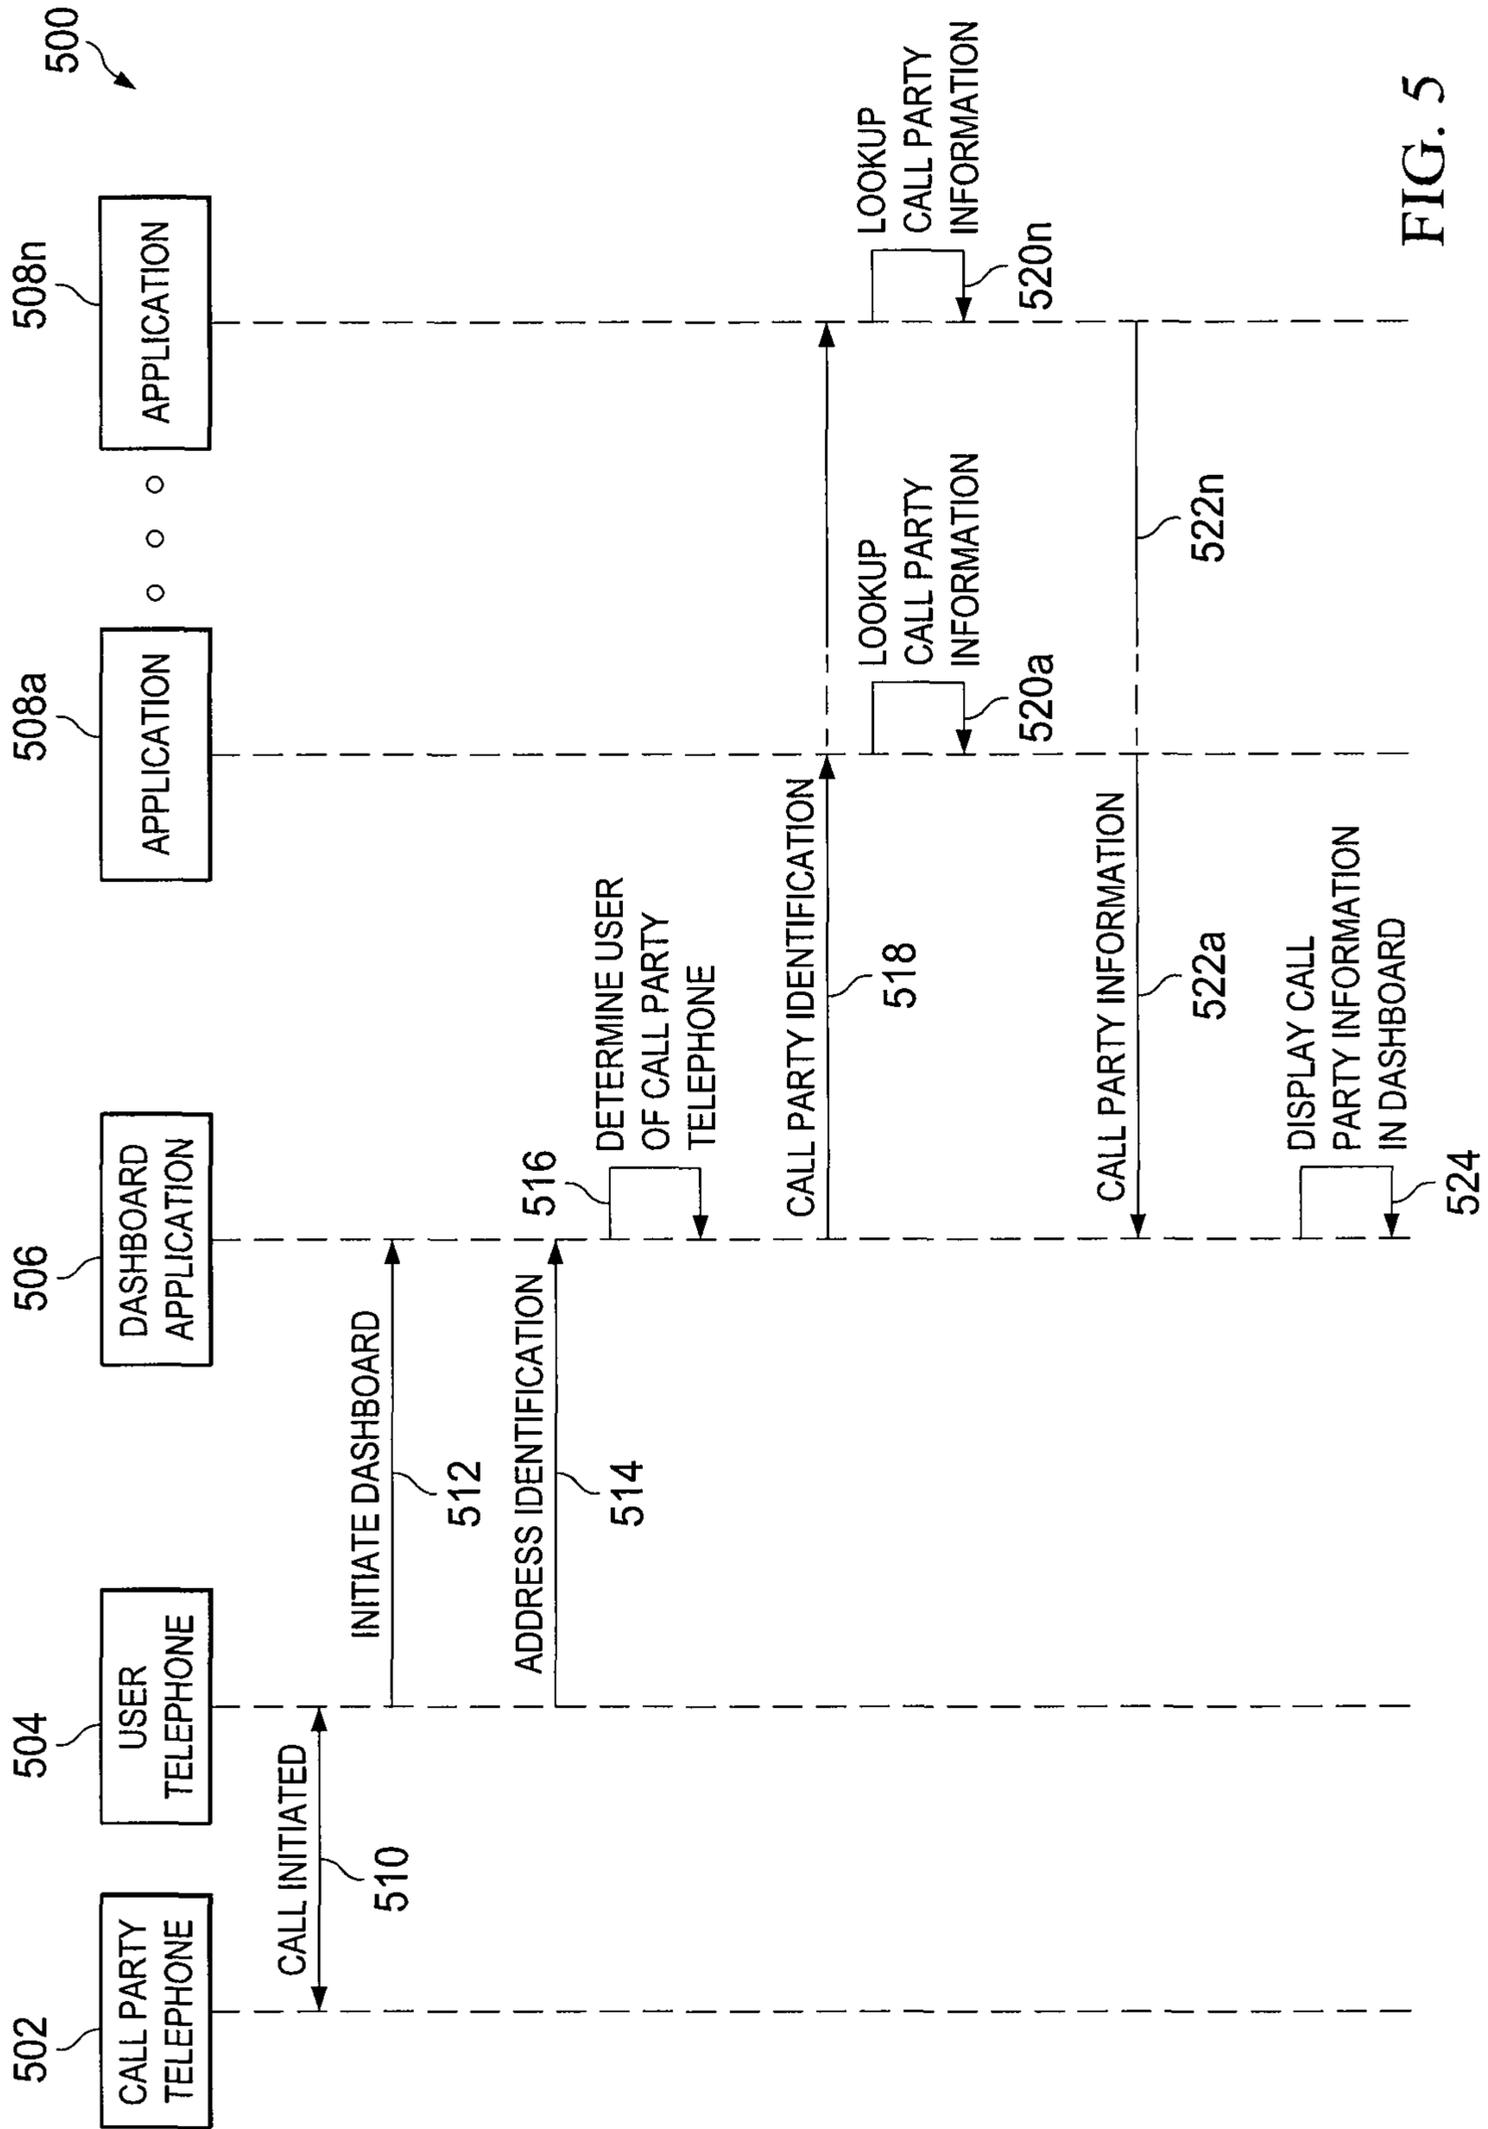 500
502
CALL PARTY
TELEPHONE
504
USER
TELEPHONE
506
DASHBOARD
APPLICATION
508a
APPLICATION
508n
APPLICATION
CALL INITIATED
510
INITIATE DASHBOARD
512
ADDRESS IDENTIFICATION
514
516
DETERMINE USER
OF CALL PARTY
TELEPHONE
CALL PARTY IDENTIFICATION
518
LOOKUP
CALL PARTY
INFORMATION
520a
LOOKUP
CALL PARTY
INFORMATION
520n
CALL PARTY INFORMATION
522a
522n
DISPLAY CALL
PARTY INFORMATION
IN DASHBOARD
524
FIG. 5